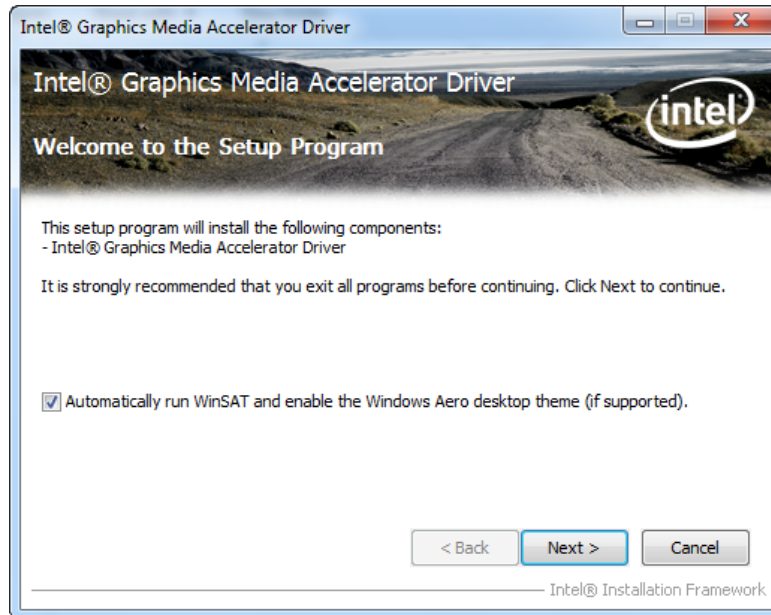 Intel® Graphics Media Accelerator Driver
Intel® Graphics Media Accelerator Driver
intel
Welcome to the Setup Program
This setup program will install the following components:
- Intel® Graphics Media Accelerator Driver
It is strongly recommended that you exit all programs before continuing. Click Next to continue.
Automatically run WinSAT and enable the Windows Aero desktop theme (if supported).
< Back
Next >
Cancel
Intel® Installation Framework